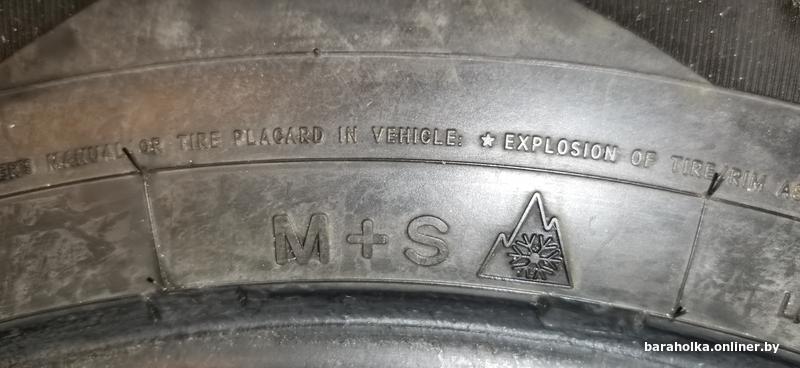 MANUAL OR TIRE PLACARD IN VEHICLE: ★ EXPLOSION OF TIRE/RIM
M+S
baraholka.onliner.by